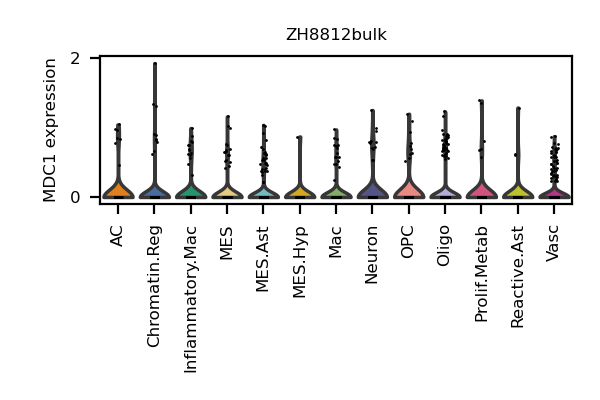 ZH8812bulk
MDC1 expression
2
0
AC
Chromatin.Reg
Inflammatory.Mac
MES
MES.Ast
MES.Hyp
Mac
Neuron
OPC
Oligo
Prolif.Metab
Reactive.Ast
Vasc